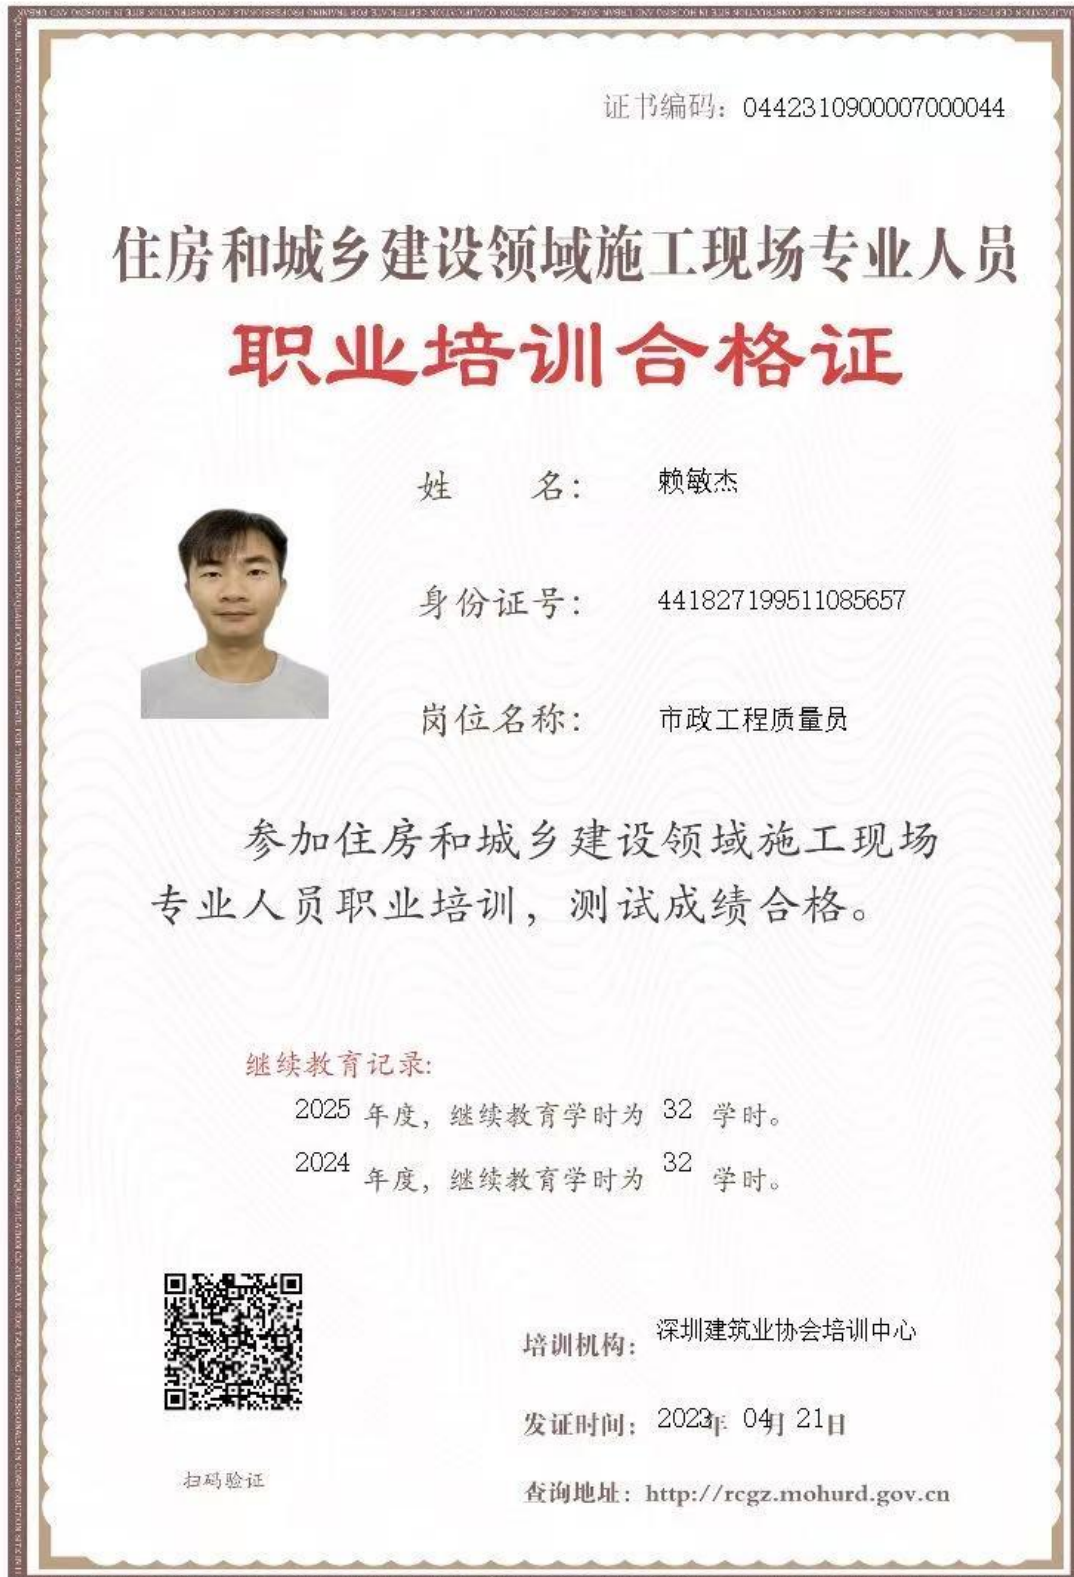 证书编码：0442310900007000044
住房和城乡建设领域施工现场专业人员
职业培训合格证
姓 名： 赖敏杰
身份证号： 441827199511085657
岗位名称： 市政工程质量员
参加住房和城乡建设领域施工现场
专业人员职业培训，测试成绩合格。
继续教育记录:
2025 年度，继续教育学时为 32 学时。
2024 年度，继续教育学时为 32 学时。
培训机构： 深圳建筑业协会培训中心
发证时间： 2023年 04月 21日
扫码验证
查询地址：http://rcgz.mohurd.gov.cn